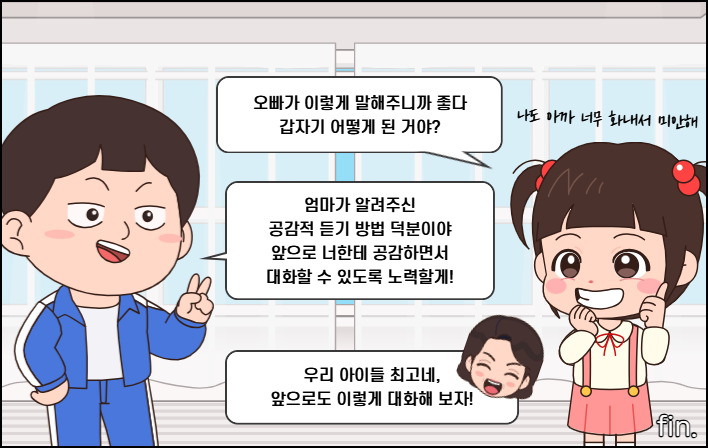 오빠가 이렇게 말해주니까 좋다
갑자기 어떻게 된 거야?
나도 아까 너무 화내서 미안해
엄마가 알려주신
공감적 듣기 방법 덕분이야
앞으로 너한테 공감하면서
대화할 수 있도록 노력할게!
우리 아이들 최고네,
앞으로도 이렇게 대화해 보자!
fin.